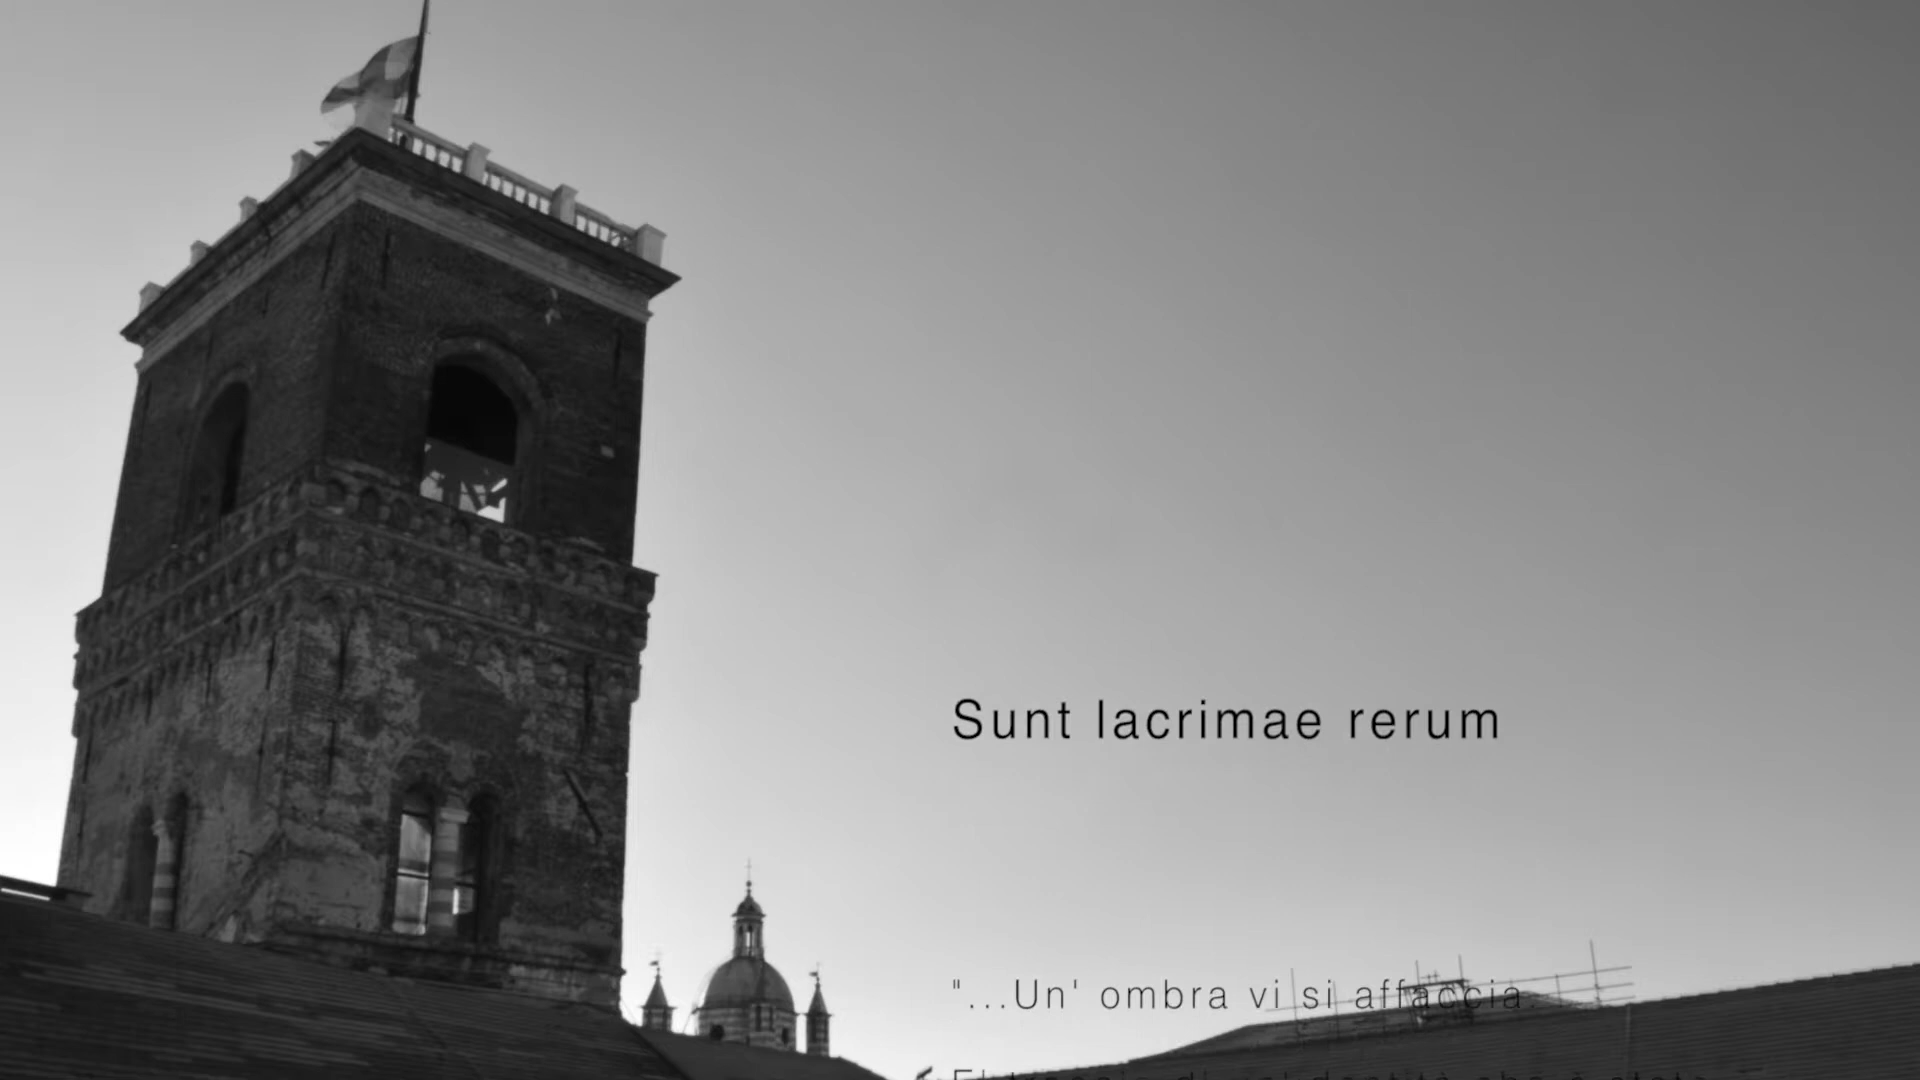 Sunt lacrimae rerum
"...Un' ombra vi si affaccia.